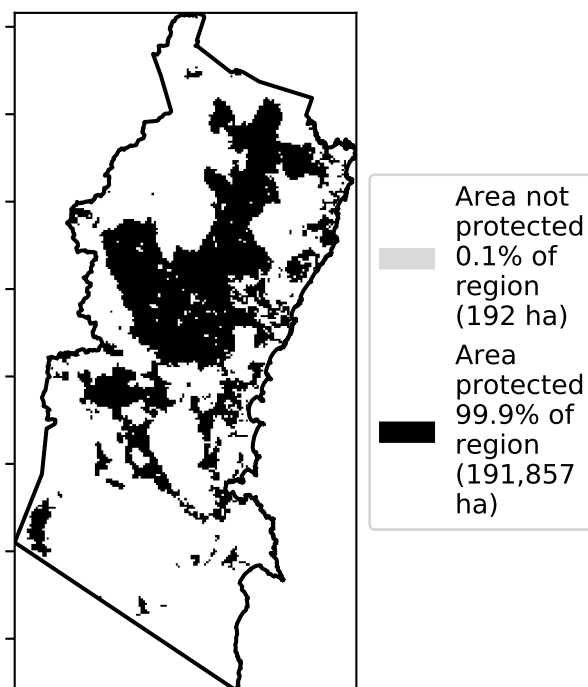 Area not
protected
0.1% of
region
(192 ha)
Area
protected
99.9% of
region
(191,857
ha)